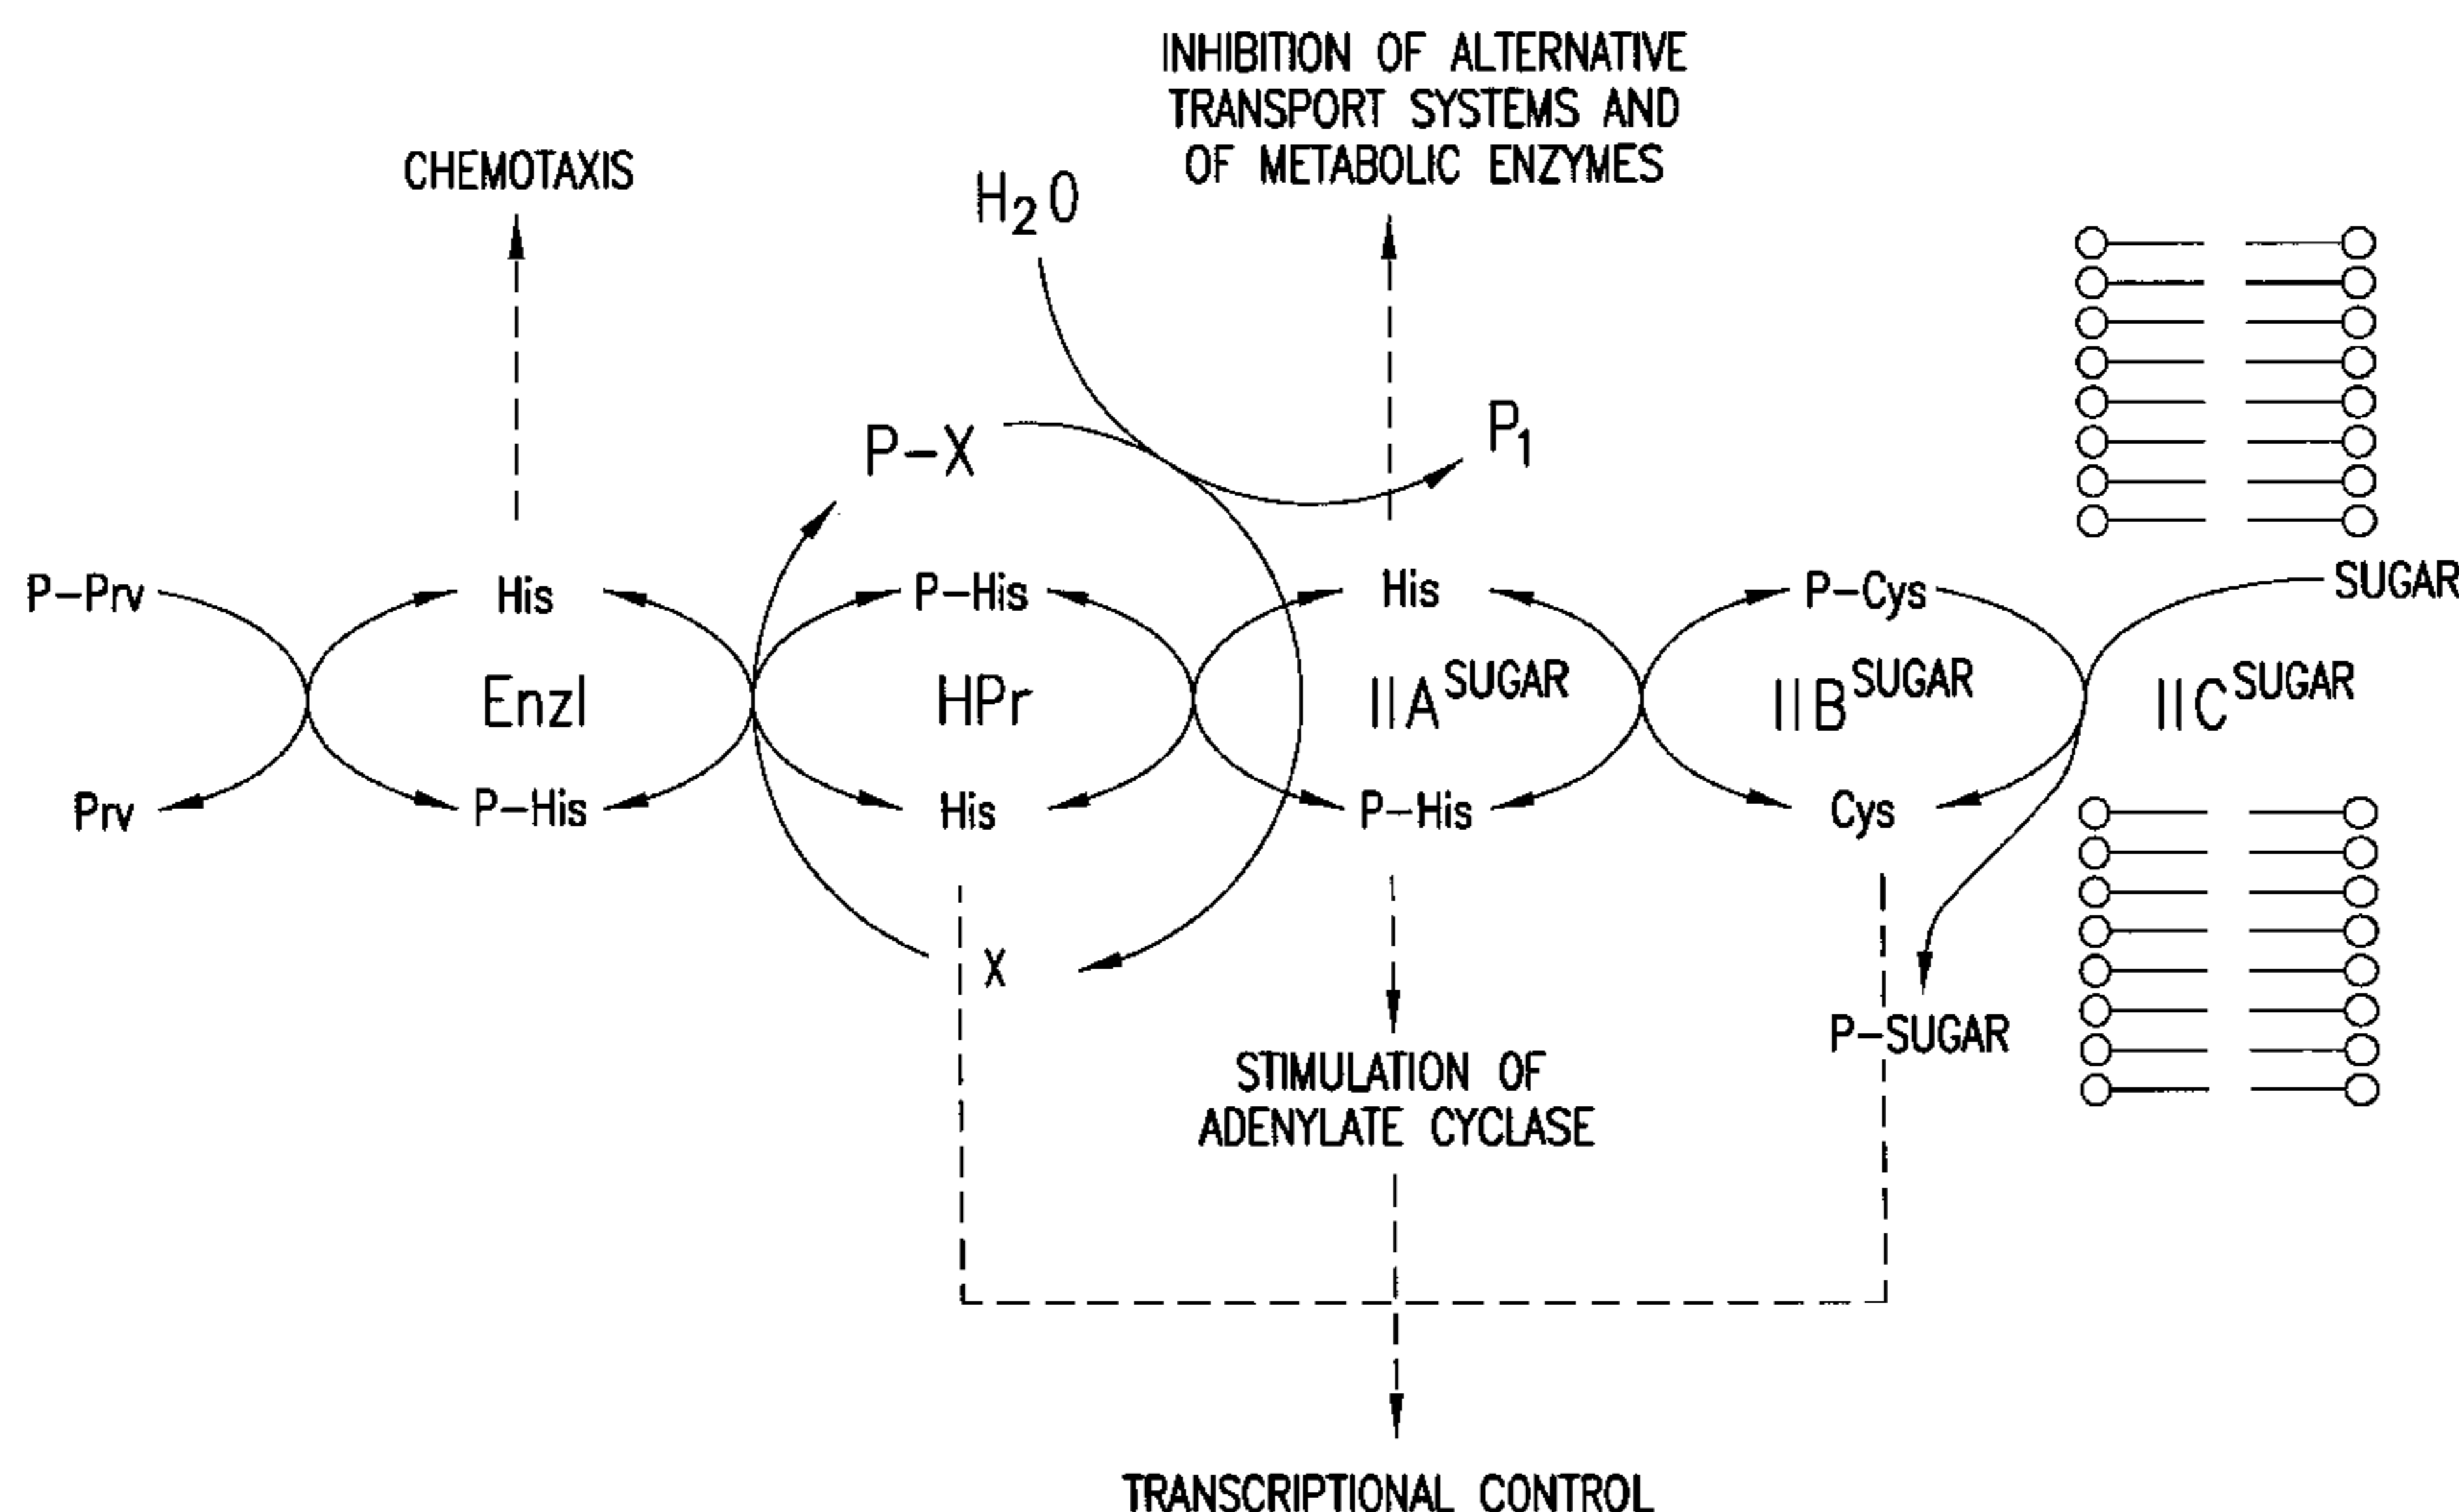 INHIBITION OF ALTERNATIVE
TRANSPORT SYSTEMS AND
OF METABOLIC ENZYMES
CHEMOTAXIS
H2O
P-X
P1
P-Prv
His
P-His
His
P-Cys
SUGAR
EnzI
HPr
IIA^SUGAR
IIB^SUGAR
IIC^SUGAR
Prv
P-His
His
P-His
Cys
X
P-SUGAR
STIMULATION OF
ADENYLATE CYCLASE
TRANSCRIPTIONAL CONTROL